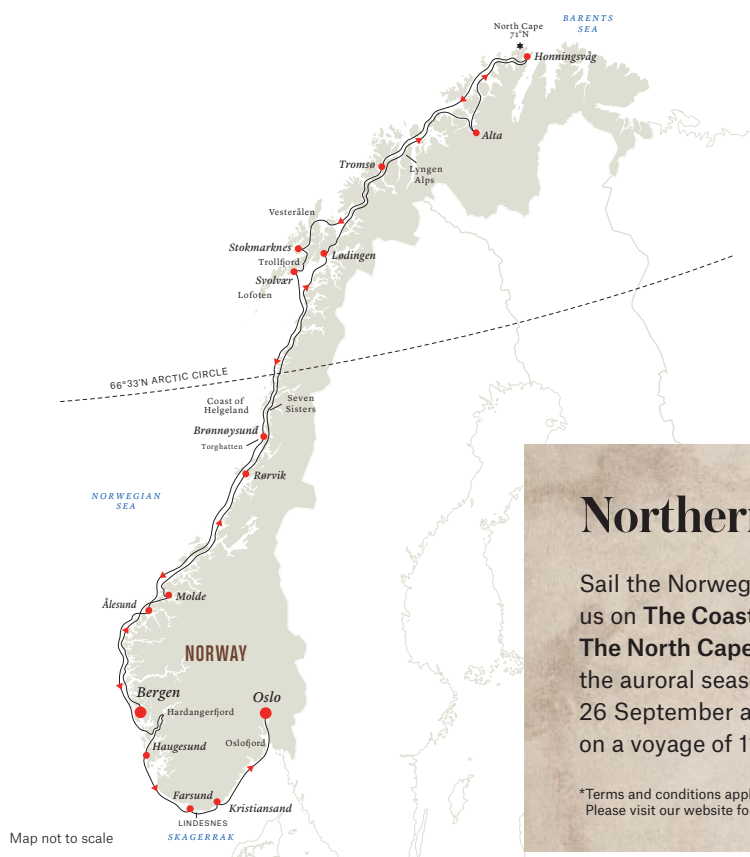 BARENTS
SEA
North Cape
71°N
Honningsvåg
Alta
Tromsø
Lyngen
Alps
Vesterålen
Stokmarknes
Lødingen
Trollfjord
Svolvær
Lofoten
66°33'N ARCTIC CIRCLE
Coast of
Helgeland
Seven
Sisters
Brønnøysund
Torghatten
Rørvik
NORWEGIAN
SEA
Ålesund
Molde
NORWAY
Bergen
Oslo
Hardangerfjord
Haugesund
Oslofjord
Farsund
Kristiansand
LINDESNES
SKAGERRAK
Map not to scale
Norther
Sail the Norweg
us on The Coast
The North Cape
the auroral seas
26 September a
on a voyage of 1
*Terms and conditions appl
Please visit our website fo